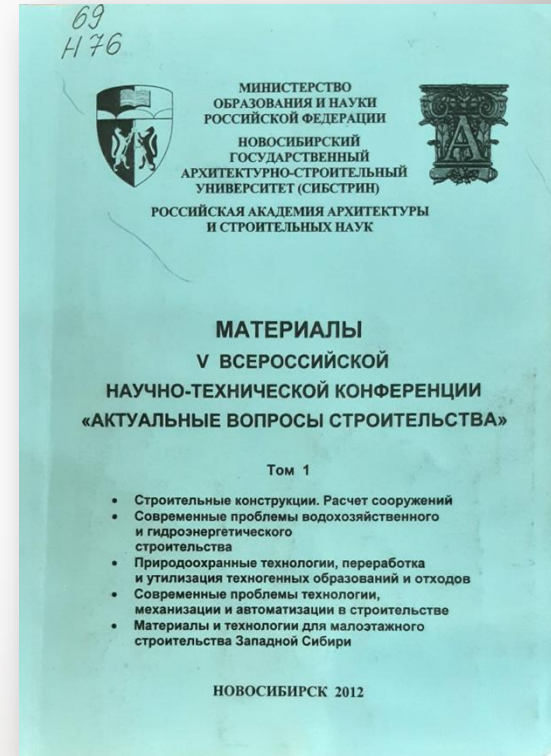 69
Н76
МИНИСТЕРСТВО
ОБРАЗОВАНИЯ И НАУКИ
РОССИЙСКОЙ ФЕДЕРАЦИИ
НОВОСИБИРСКИЙ
ГОСУДАРСТВЕННЫЙ
АРХИТЕКТУРНО-СТРОИТЕЛЬНЫЙ
УНИВЕРСИТЕТ (СИБСТРИН)
РОССИЙСКАЯ АКАДЕМИЯ АРХИТЕКТУРЫ
И СТРОИТЕЛЬНЫХ НАУК
А
МАТЕРИАЛЫ
V ВСЕРОССИЙСКОЙ
НАУЧНО-ТЕХНИЧЕСКОЙ КОНФЕРЕНЦИИ
«АКТУАЛЬНЫЕ ВОПРОСЫ СТРОИТЕЛЬСТВА»
Том 1
• Строительные конструкции. Расчет сооружений
• Современные проблемы водохозяйственного
и гидроэнергетического
строительства
• Природоохранные технологии, переработка
и утилизация техногенных образований и отходов
• Современные проблемы технологии,
механизации и автоматизации в строительстве
• Материалы и технологии для малоэтажного
строительства Западной Сибири
НОВОСИБИРСК 2012